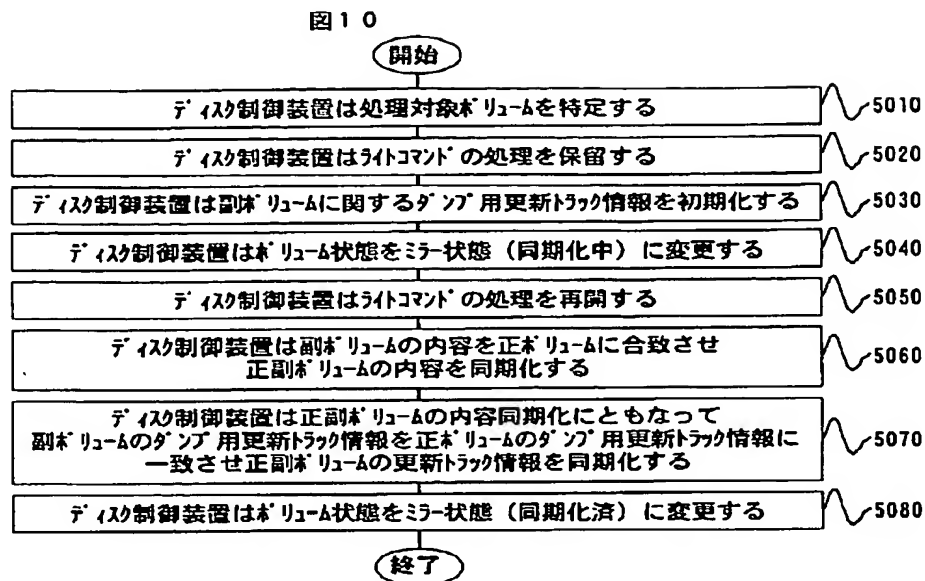 図10
開始
ディスク制御装置は処理対象ボリュームを特定する
5010
ディスク制御装置はライトコマンドの処理を保留する
5020
ディスク制御装置は副ボリュームに関するダンプ用更新トラック情報を初期化する
5030
ディスク制御装置はボリューム状態をミラー状態（同期化中）に変更する
5040
ディスク制御装置はライトコマンドの処理を再開する
5050
ディスク制御装置は副ボリュームの内容を正ボリュームに合致させ
正副ボリュームの内容を同期化する
5060
ディスク制御装置は正副ボリュームの内容同期化にともなって
副ボリュームのダンプ用更新トラック情報を正ボリュームのダンプ用更新トラック情報に
一致させ正副ボリュームの更新トラック情報を同期化する
5070
ディスク制御装置はボリューム状態をミラー状態（同期化済）に変更する
5080
終了